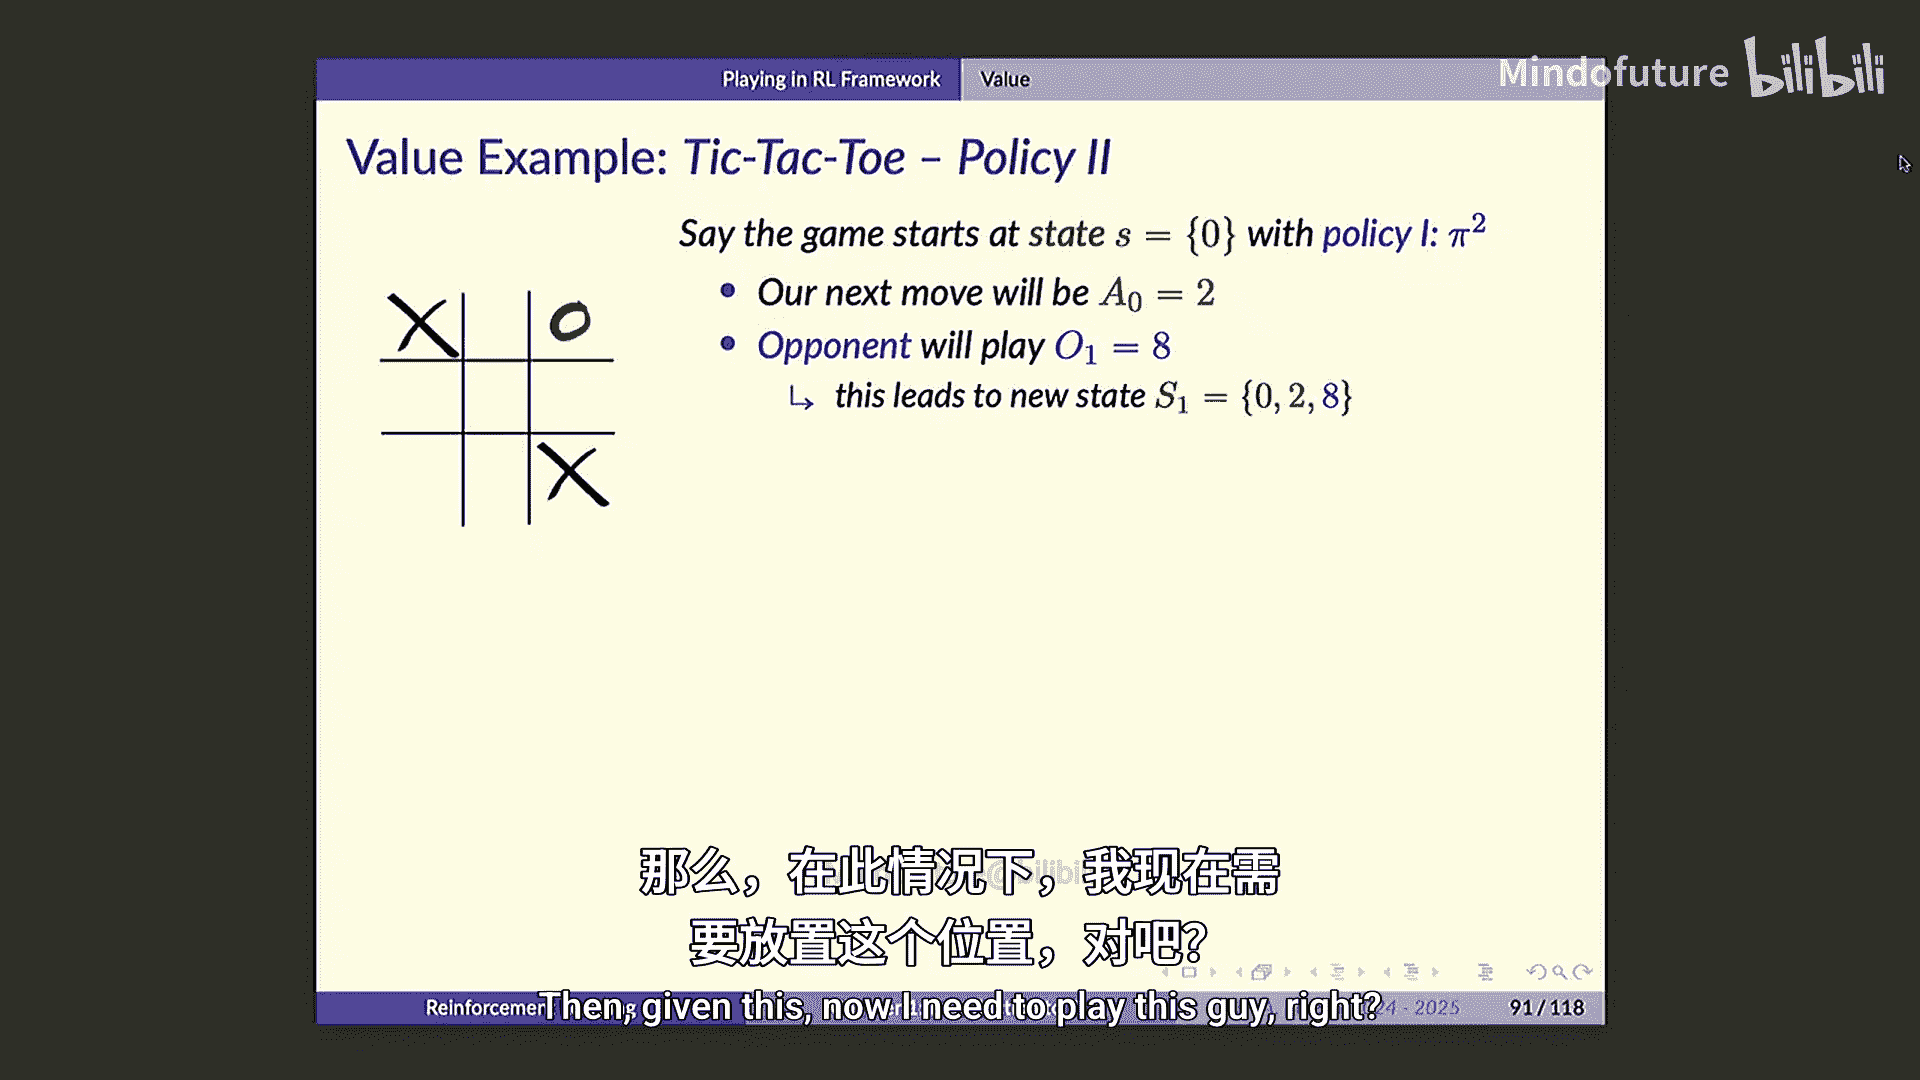 Playing in RL Framework
Value
Mindofuture bilibili
Value Example: Tic-Tac-Toe – Policy II
Say the game starts at state s = {0} with policy I: π²
• Our next move will be A₀ = 2
• Opponent will play O₁ = 8
↳ this leads to new state S₁ = {0, 2, 8}
X O
X
那么，在此情况下，我现在需
要放置这个位置，对吧？
Then, given this, now I need to play this guy, right?
- 2025
91 / 118